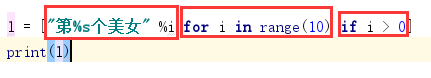 l = ["第%s个美女" %i for i in range(10) if i > 0]
print(l)